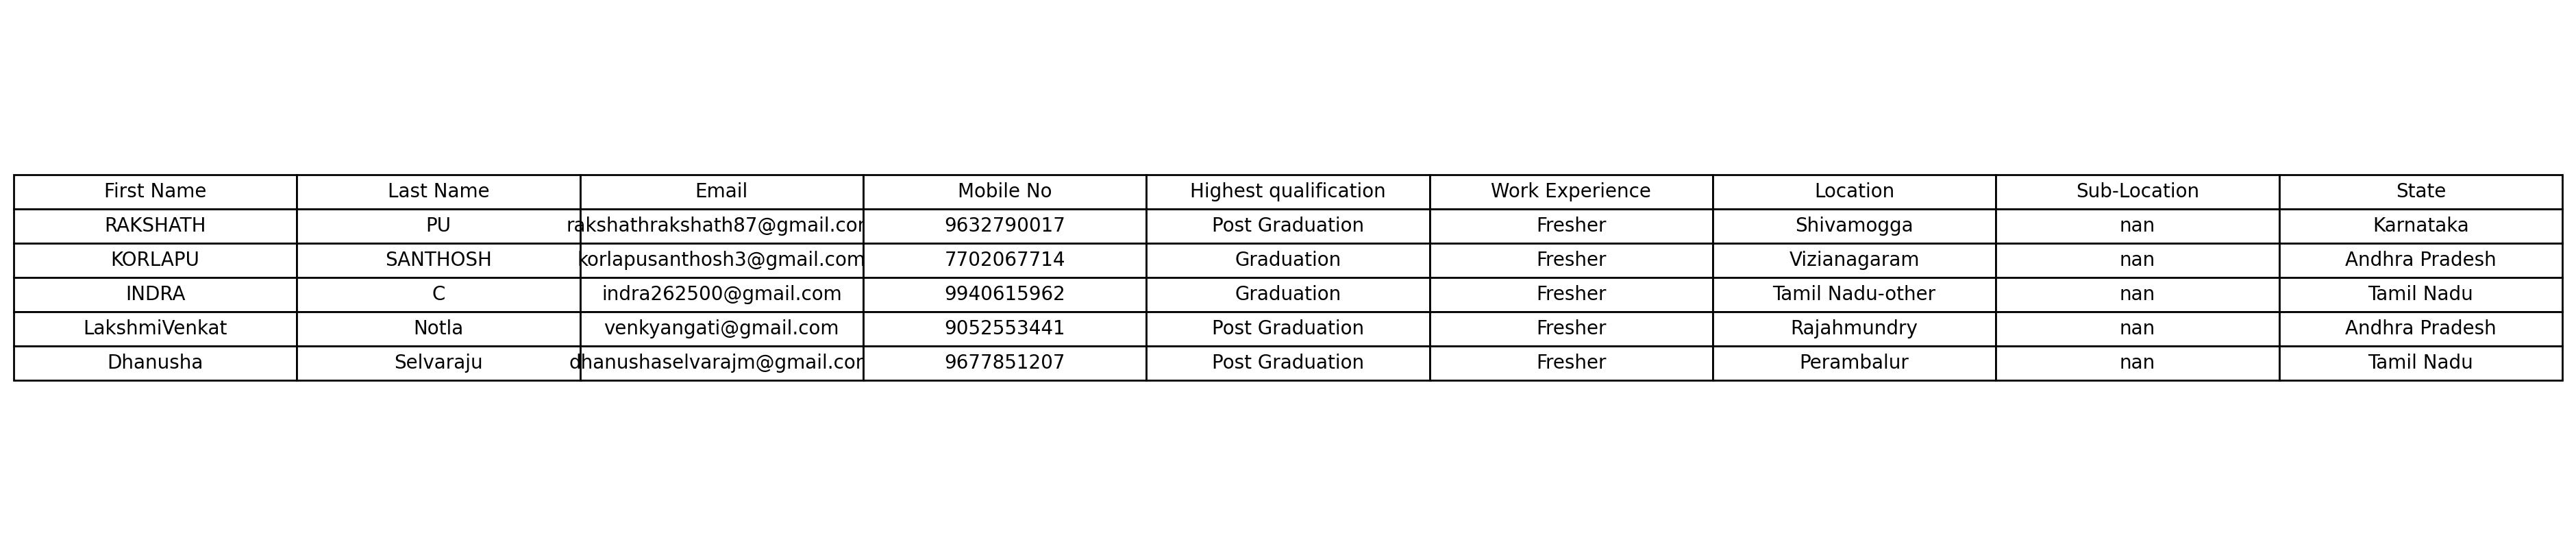 First Name Last Name Email Mobile No Highest qualification Work Experience Location Sub-Location State
RAKSHATH PU rakshathrakshath87@gmail.com 9632790017 Post Graduation Fresher Shivamogga nan Karnataka
KORLAPU SANTHOSH korlapusanthosh3@gmail.com 7702067714 Graduation Fresher Vizianagaram nan Andhra Pradesh
INDRA C indra262500@gmail.com 9940615962 Graduation Fresher Tamil Nadu-other nan Tamil Nadu
LakshmiVenkat Notla venkyangati@gmail.com 9052553441 Post Graduation Fresher Rajahmundry nan Andhra Pradesh
Dhanusha Selvaraju dhanushaselvarajm@gmail.com 9677851207 Post Graduation Fresher Perambalur nan Tamil Nadu